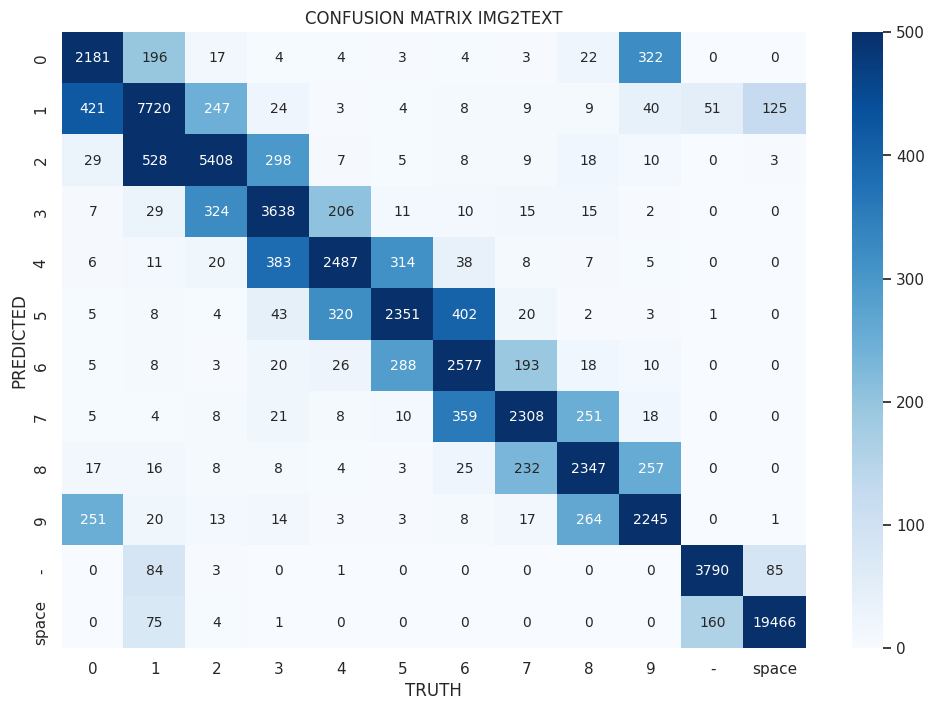 CONFUSION MATRIX IMG2TEXT
0 2181 196 17 4 4 3 4 3 22 322 0 0
1 421 7720 247 24 3 4 8 9 9 40 51 125
2 29 528 5408 298 7 5 8 9 18 10 0 3
3 7 29 324 3638 206 11 10 15 15 2 0 0
4 6 11 20 383 2487 314 38 8 7 5 0 0
5 5 8 4 43 320 2351 402 20 2 3 1 0
6 5 8 3 20 26 288 2577 193 18 10 0 0
7 5 4 8 21 8 10 359 2308 251 18 0 0
8 17 16 8 8 4 3 25 232 2347 257 0 0
9 251 20 13 14 3 3 8 17 264 2245 0 1
- 0 84 3 0 1 0 0 0 0 0 3790 85
space 0 75 4 1 0 0 0 0 0 0 160 19466
0 1 2 3 4 5 6 7 8 9 - space
TRUTH
PREDICTED
500
400
300
200
100
0